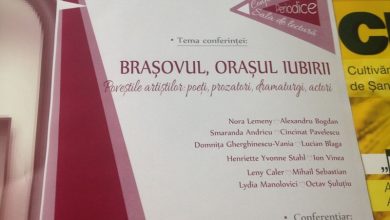 Periodice
Sala de lectură
• Tema conferinței:
BRAȘOVUL, ORAȘUL IUBIRII
Poveștile artiștilor: poeți, prozatori, dramaturgi, actori
Nora Lemeny :: Alexandru Bogdan
Smaranda Andrieu :: Cincinat Pavelescu
Domnița Gherghinescu-Vania :: Lucian Blaga
Henriette Yvonne Stahl :: Ion Vinea
Leny Caler :: Mihail Sebastian
Lydia Manolovici :: Octav Șuluțiu
• Conferențiar:
Cultivân
de San